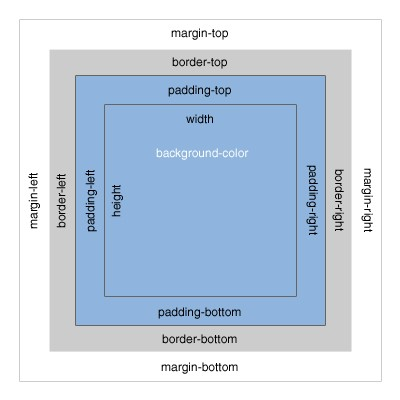 margin-top
border-top
padding-top
width
background-color
margin-left
border-left
padding-left
height
padding-right
border-right
margin-right
padding-bottom
border-bottom
margin-bottom